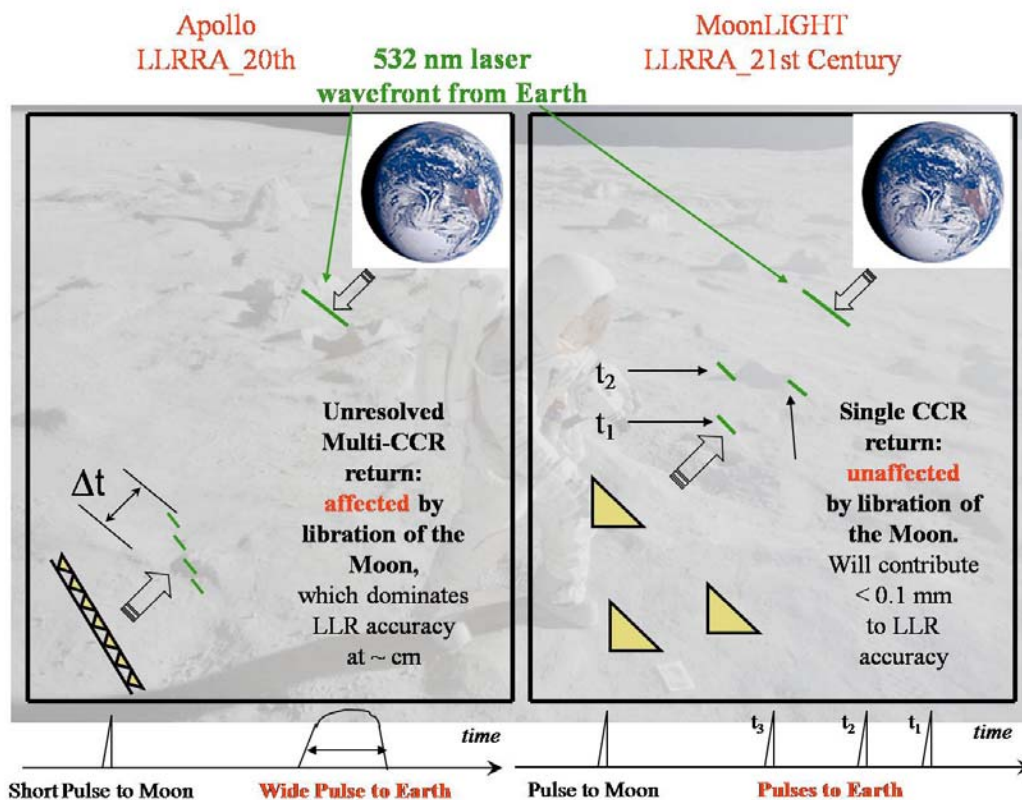 Apollo
LLRRA_20th
MoonLIGHT
LLRRA_21st Century
532 nm laser
wavefront from Earth
Unresolved
Multi-CCR
return:
affected by
libration of the
Moon,
which dominates
LLR accuracy
at ~ cm
Δt
t₂
t₁
Single CCR
return:
unaffected
by libration of
the Moon.
Will contribute
< 0.1 mm
to LLR
accuracy
time
Short Pulse to Moon
Wide Pulse to Earth
t₃
t₂
t₁
time
Pulse to Moon
Pulses to Earth